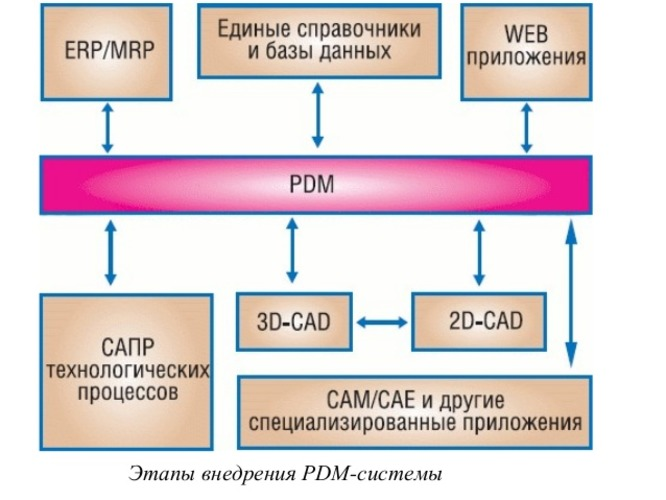 ERP/MRP
Единые справочники
и базы данных
WEB
приложения
PDM
САПР
технологических
процессов
3D-CAD
2D-CAD
CAM/CAE и другие
специализированные приложения
Этапы внедрения PDM-системы